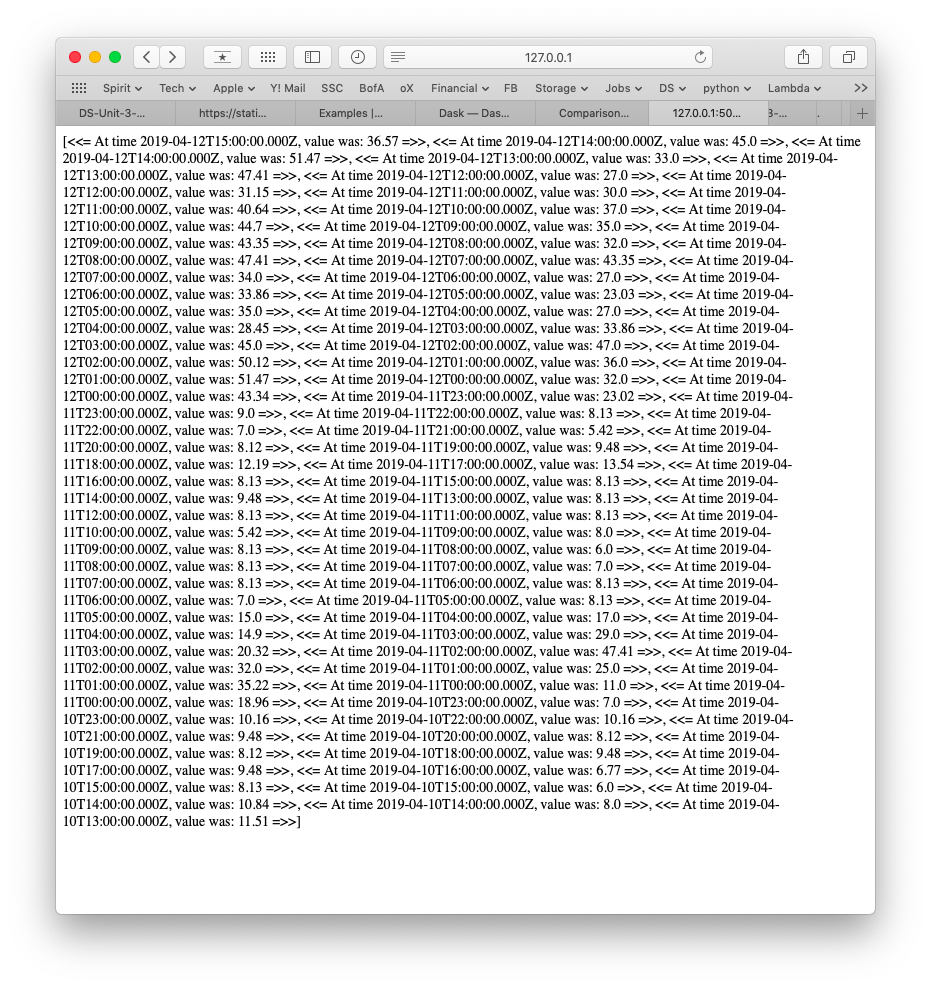 127.0.0.1
Spirit Tech Apple Y! Mail SSC BofA oX Financial FB Storage Jobs DS python Lambda >>
DS-Unit-3-... https://stati... Examples |... Dask — Das... Comparison... 127.0.0.1:50... 3-... . +
[<<= At time 2019-04-12T15:00:00.000Z, value was: 36.57 =>>, <<= At time 2019-04-12T14:00:00.000Z, value was: 45.0 =>>, <<= At time
2019-04-12T14:00:00.000Z, value was: 51.47 =>>, <<= At time 2019-04-12T13:00:00.000Z, value was: 33.0 =>>, <<= At time 2019-04-
12T13:00:00.000Z, value was: 47.41 =>>, <<= At time 2019-04-12T12:00:00.000Z, value was: 27.0 =>>, <<= At time 2019-04-
12T12:00:00.000Z, value was: 31.15 =>>, <<= At time 2019-04-12T11:00:00.000Z, value was: 30.0 =>>, <<= At time 2019-04-
12T11:00:00.000Z, value was: 40.64 =>>, <<= At time 2019-04-12T10:00:00.000Z, value was: 37.0 =>>, <<= At time 2019-04-
12T10:00:00.000Z, value was: 44.7 =>>, <<= At time 2019-04-12T09:00:00.000Z, value was: 35.0 =>>, <<= At time 2019-04-
12T09:00:00.000Z, value was: 43.35 =>>, <<= At time 2019-04-12T08:00:00.000Z, value was: 32.0 =>>, <<= At time 2019-04-
12T08:00:00.000Z, value was: 47.41 =>>, <<= At time 2019-04-12T07:00:00.000Z, value was: 43.35 =>>, <<= At time 2019-04-
12T07:00:00.000Z, value was: 34.0 =>>, <<= At time 2019-04-12T06:00:00.000Z, value was: 27.0 =>>, <<= At time 2019-04-
12T06:00:00.000Z, value was: 33.86 =>>, <<= At time 2019-04-12T05:00:00.000Z, value was: 23.03 =>>, <<= At time 2019-04-
12T05:00:00.000Z, value was: 35.0 =>>, <<= At time 2019-04-12T04:00:00.000Z, value was: 27.0 =>>, <<= At time 2019-04-
12T04:00:00.000Z, value was: 28.45 =>>, <<= At time 2019-04-12T03:00:00.000Z, value was: 33.86 =>>, <<= At time 2019-04-
12T03:00:00.000Z, value was: 45.0 =>>, <<= At time 2019-04-12T02:00:00.000Z, value was: 47.0 =>>, <<= At time 2019-04-
12T02:00:00.000Z, value was: 50.12 =>>, <<= At time 2019-04-12T01:00:00.000Z, value was: 36.0 =>>, <<= At time 2019-04-
12T01:00:00.000Z, value was: 51.47 =>>, <<= At time 2019-04-12T00:00:00.000Z, value was: 32.0 =>>, <<= At time 2019-04-
12T00:00:00.000Z, value was: 43.34 =>>, <<= At time 2019-04-11T23:00:00.000Z, value was: 23.02 =>>, <<= At time 2019-04-
11T23:00:00.000Z, value was: 9.0 =>>, <<= At time 2019-04-11T22:00:00.000Z, value was: 8.13 =>>, <<= At time 2019-04-
11T22:00:00.000Z, value was: 7.0 =>>, <<= At time 2019-04-11T21:00:00.000Z, value was: 5.42 =>>, <<= At time 2019-04-
11T20:00:00.000Z, value was: 8.12 =>>, <<= At time 2019-04-11T19:00:00.000Z, value was: 9.48 =>>, <<= At time 2019-04-
11T18:00:00.000Z, value was: 12.19 =>>, <<= At time 2019-04-11T17:00:00.000Z, value was: 13.54 =>>, <<= At time 2019-04-
11T16:00:00.000Z, value was: 8.13 =>>, <<= At time 2019-04-11T15:00:00.000Z, value was: 8.13 =>>, <<= At time 2019-04-
11T14:00:00.000Z, value was: 9.48 =>>, <<= At time 2019-04-11T13:00:00.000Z, value was: 8.13 =>>, <<= At time 2019-04-
11T12:00:00.000Z, value was: 8.13 =>>, <<= At time 2019-04-11T11:00:00.000Z, value was: 8.13 =>>, <<= At time 2019-04-
11T10:00:00.000Z, value was: 5.42 =>>, <<= At time 2019-04-11T09:00:00.000Z, value was: 8.0 =>>, <<= At time 2019-04-
11T09:00:00.000Z, value was: 8.13 =>>, <<= At time 2019-04-11T08:00:00.000Z, value was: 6.0 =>>, <<= At time 2019-04-
11T08:00:00.000Z, value was: 8.13 =>>, <<= At time 2019-04-11T07:00:00.000Z, value was: 7.0 =>>, <<= At time 2019-04-
11T07:00:00.000Z, value was: 8.13 =>>, <<= At time 2019-04-11T06:00:00.000Z, value was: 8.13 =>>, <<= At time 2019-04-
11T06:00:00.000Z, value was: 7.0 =>>, <<= At time 2019-04-11T05:00:00.000Z, value was: 8.13 =>>, <<= At time 2019-04-
11T05:00:00.000Z, value was: 15.0 =>>, <<= At time 2019-04-11T04:00:00.000Z, value was: 17.0 =>>, <<= At time 2019-04-
11T04:00:00.000Z, value was: 14.9 =>>, <<= At time 2019-04-11T03:00:00.000Z, value was: 29.0 =>>, <<= At time 2019-04-
11T03:00:00.000Z, value was: 20.32 =>>, <<= At time 2019-04-11T02:00:00.000Z, value was: 47.41 =>>, <<= At time 2019-04-
11T02:00:00.000Z, value was: 32.0 =>>, <<= At time 2019-04-11T01:00:00.000Z, value was: 25.0 =>>, <<= At time 2019-04-
11T01:00:00.000Z, value was: 35.22 =>>, <<= At time 2019-04-11T00:00:00.000Z, value was: 11.0 =>>, <<= At time 2019-04-
11T00:00:00.000Z, value was: 18.96 =>>, <<= At time 2019-04-10T23:00:00.000Z, value was: 7.0 =>>, <<= At time 2019-04-
10T23:00:00.000Z, value was: 10.16 =>>, <<= At time 2019-04-10T22:00:00.000Z, value was: 10.16 =>>, <<= At time 2019-04-
10T21:00:00.000Z, value was: 9.48 =>>, <<= At time 2019-04-10T20:00:00.000Z, value was: 8.12 =>>, <<= At time 2019-04-
10T19:00:00.000Z, value was: 8.12 =>>, <<= At time 2019-04-10T18:00:00.000Z, value was: 9.48 =>>, <<= At time 2019-04-
10T17:00:00.000Z, value was: 9.48 =>>, <<= At time 2019-04-10T16:00:00.000Z, value was: 6.77 =>>, <<= At time 2019-04-
10T15:00:00.000Z, value was: 8.13 =>>, <<= At time 2019-04-10T15:00:00.000Z, value was: 6.0 =>>, <<= At time 2019-04-
10T14:00:00.000Z, value was: 10.84 =>>, <<= At time 2019-04-10T14:00:00.000Z, value was: 8.0 =>>, <<= At time 2019-04-
10T13:00:00.000Z, value was: 11.51 =>>]